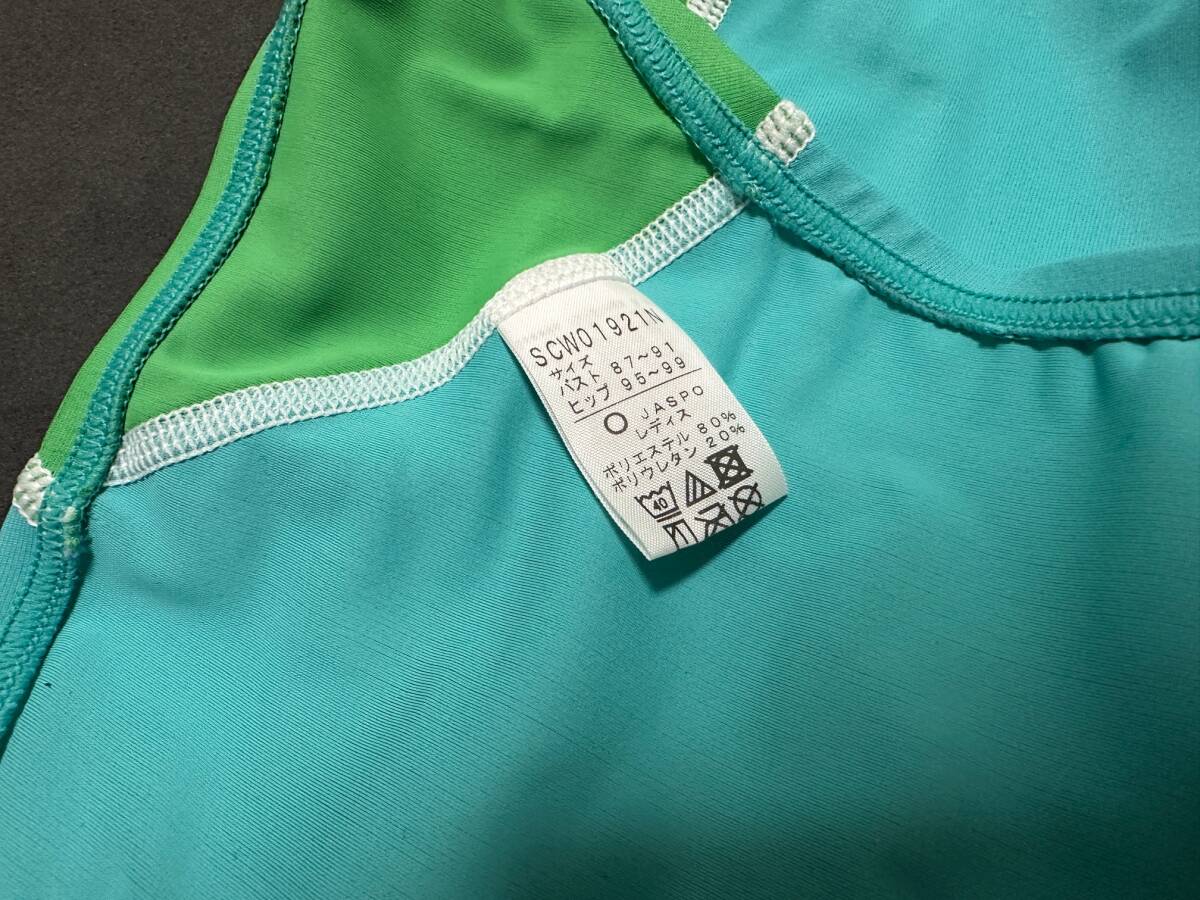 SCW01921N
サイズ
バスト 87~91
ヒップ 95~99
O JASPO
レディス
ポリエステル 80%
ポリウレタン 20%
40